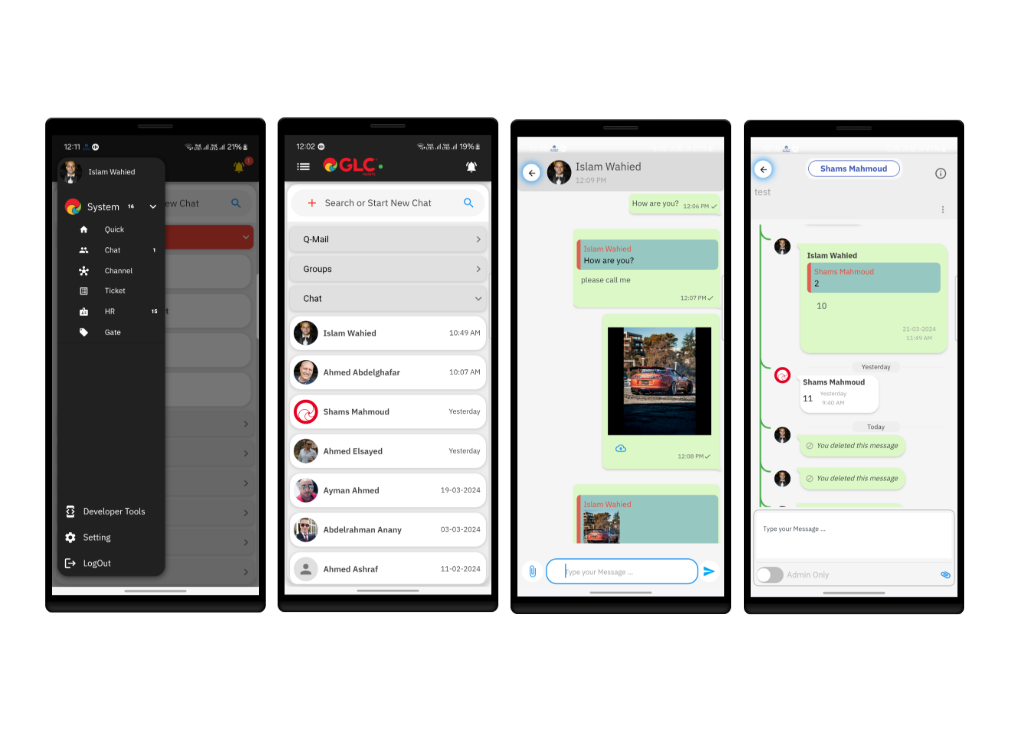 12:11
21%
Islam Wahied
System 16
Quick
Chat 1
Channel
Ticket
HR 15
Gate
ew Chat
Developer Tools
Setting
LogOut
12:02
19%
GLC
Search or Start New Chat
Q-Mail
Groups
Chat
Islam Wahied 10:49 AM
Ahmed Abdelghafar 10:07 AM
Shams Mahmoud Yesterday
Ahmed Elsayed Yesterday
Ayman Ahmed 19-03-2024
Abdelrahman Anany 03-03-2024
Ahmed Ashraf 11-02-2024
Islam Wahied
12:09 PM
How are you? 12:06 PM
Islam Wahied
How are you?
please call me
12:07 PM
12:08 PM
Islam Wahied
Type your Message ...
Shams Mahmoud
test
Islam Wahied
Shams Mahmoud
2
10
21-02-2024
11:49 AM
Yesterday
Shams Mahmoud
11 Yesterday
9:40 AM
Today
You deleted this message
You deleted this message
Type your Message ...
Admin Only